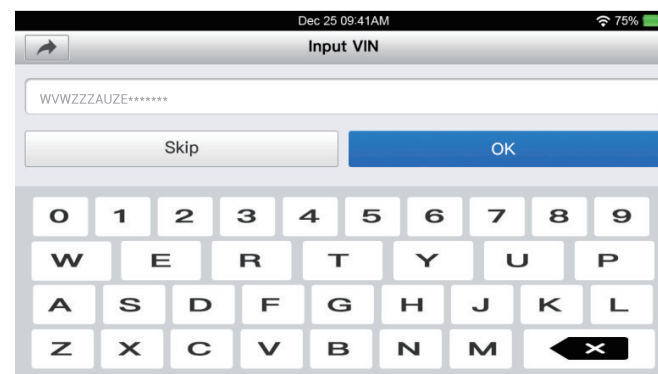 Dec 25 09:41AM 75%
Input VIN
WVWZZZAUZE*******
Skip OK
0 1 2 3 4 5 6 7 8 9
W E R T Y U P
A S D F G H J K L
Z X C V B N M